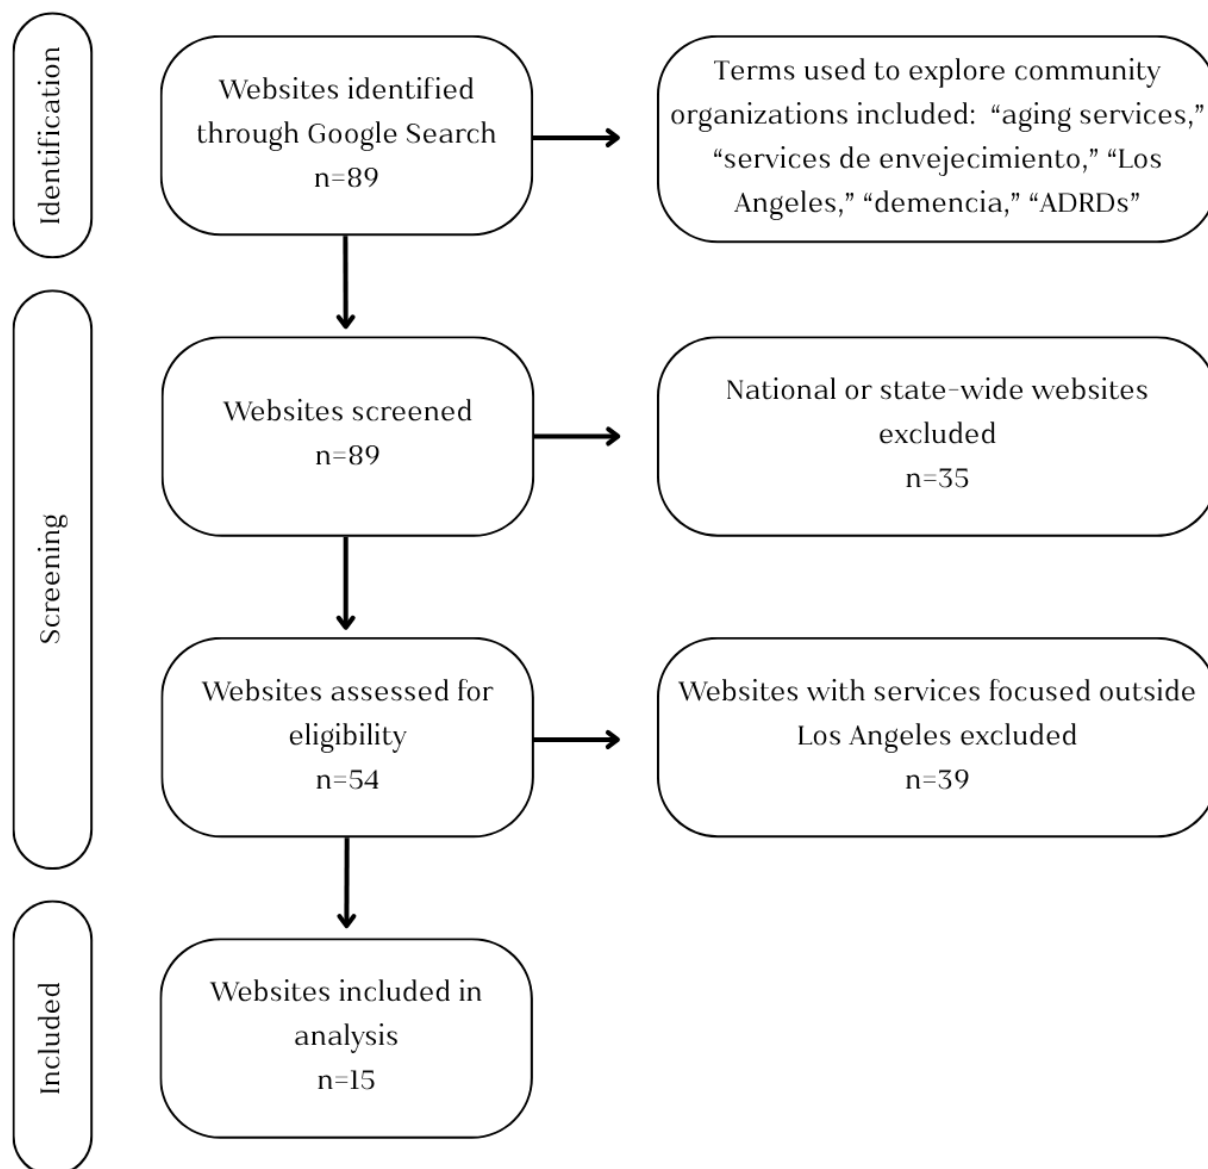 Identification
Websites identified
through Google Search
n=89
Terms used to explore community
organizations included:  “aging services,”
“services de envejecimiento,” “Los
Angeles,” “demencia,” “ADRDs”
Screening
Websites screened
n=89
National or state-wide websites
excluded
n=35
Websites assessed for
eligibility
n=54
Websites with services focused outside
Los Angeles excluded
n=39
Included
Websites included in
analysis
n=15